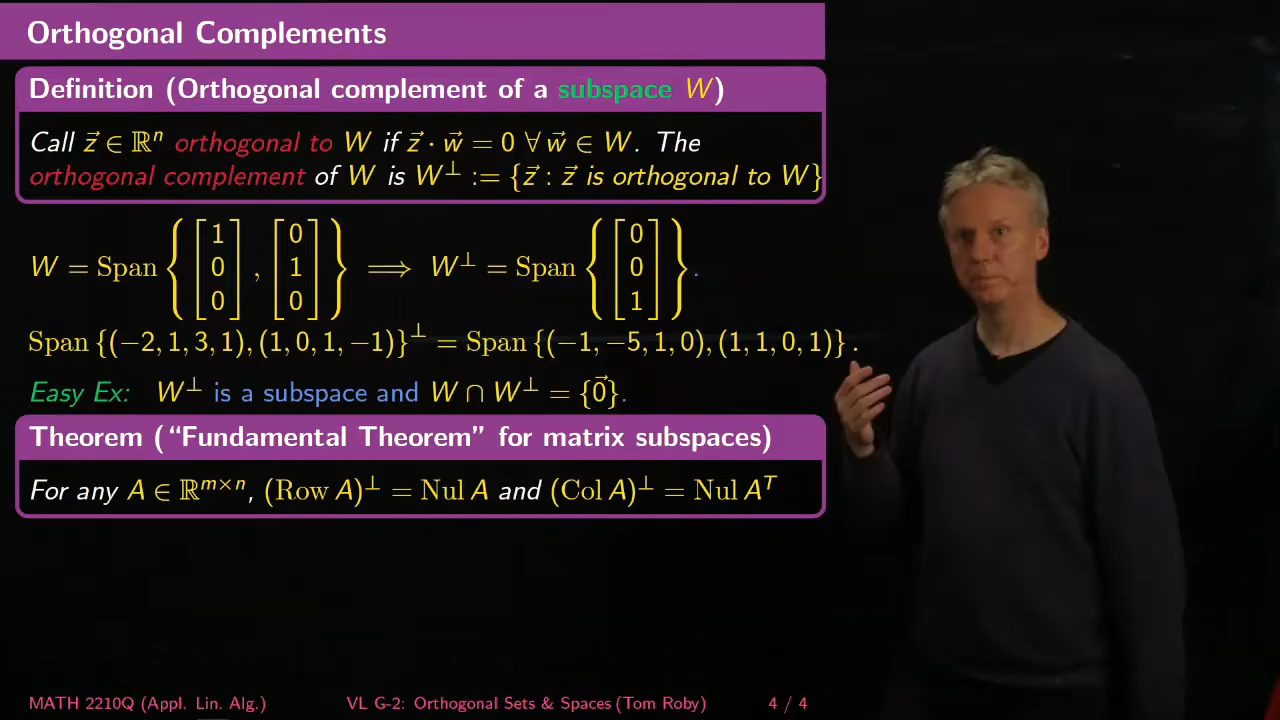 Orthogonal Complements
Definition (Orthogonal complement of a subspace W)
Call z⃗ ∈ ℝⁿ orthogonal to W if z⃗ · w⃗ = 0 ∀ w⃗ ∈ W. The
orthogonal complement of W is W^⊥ := {z⃗ : z⃗ is orthogonal to W}
W = Span { [1 0 0], [0 1 0] } ⟹ W^⊥ = Span { [0 0 1] }.
Span {(−2, 1, 3, 1), (1, 0, 1, −1)}^⊥ = Span {(−1, −5, 1, 0), (1, 1, 0, 1)}.
Easy Ex: W^⊥ is a subspace and W ∩ W^⊥ = {0⃗}.
Theorem (“Fundamental Theorem” for matrix subspaces)
For any A ∈ ℝ^{m×n}, (Row A)^⊥ = Nul A and (Col A)^⊥ = Nul A^T
MATH 2210Q (Appl. Lin. Alg.) VL G-2: Orthogonal Sets & Spaces (Tom Roby) 4 / 4